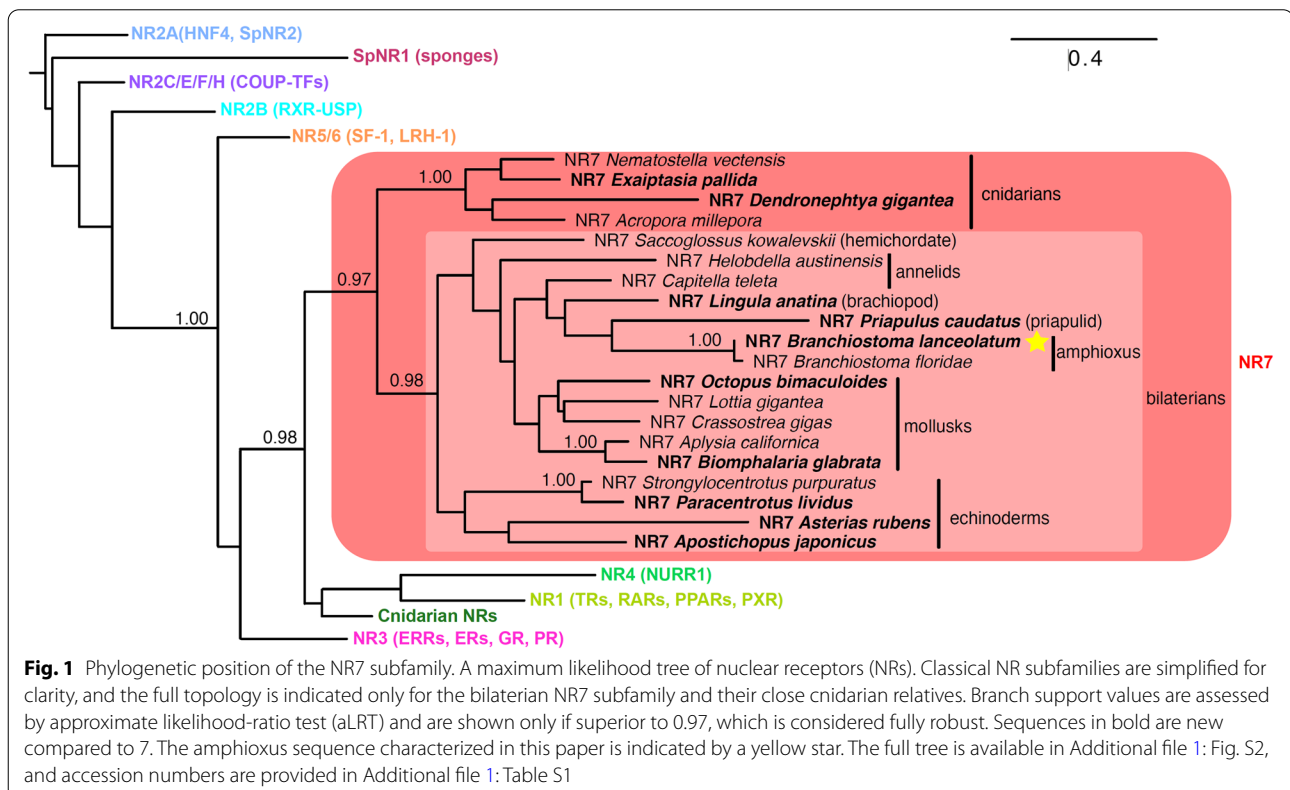 NR2A(HNF4, SpNR2)
SpNR1 (sponges)
0.4
NR2C/E/F/H (COUP-TFs)
NR2B (RXR-USP)
NR5/6 (SF-1, LRH-1)
NR7 Nematostella vectensis
1.00
NR7 Exaiptasia pallida
NR7 Dendronephtya gigantea
cnidarians
NR7 Acropora millepora
NR7 Saccoglossus kowalevskii (hemichordate)
NR7 Helobdella austinensis
annelids
0.97
NR7 Capitella teleta
NR7 Lingula anatina (brachiopod)
1.00
NR7 Priapulus caudatus (priapulid)
1.00
NR7 Branchiostoma lanceolatum
amphioxus
NR7 Branchiostoma floridae
NR7
0.98
NR7 Octopus bimaculoides
bilaterians
NR7 Lottia gigantea
NR7 Crassostrea gigas
mollusks
0.98
1.00
NR7 Aplysia californica
NR7 Biomphalaria glabrata
1.00
NR7 Strongylocentrotus purpuratus
NR7 Paracentrotus lividus
echinoderms
NR7 Asterias rubens
NR7 Apostichopus japonicus
NR4 (NURR1)
NR1 (TRs, RARs, PPARs, PXR)
Cnidarian NRs
NR3 (ERRs, ERs, GR, PR)
Fig. 1 Phylogenetic position of the NR7 subfamily. A maximum likelihood tree of nuclear receptors (NRs). Classical NR subfamilies are simplified for
clarity, and the full topology is indicated only for the bilaterian NR7 subfamily and their close cnidarian relatives. Branch support values are assessed
by approximate likelihood-ratio test (aLRT) and are shown only if superior to 0.97, which is considered fully robust. Sequences in bold are new
compared to 7. The amphioxus sequence characterized in this paper is indicated by a yellow star. The full tree is available in Additional file 1: Fig. S2,
and accession numbers are provided in Additional file 1: Table S1